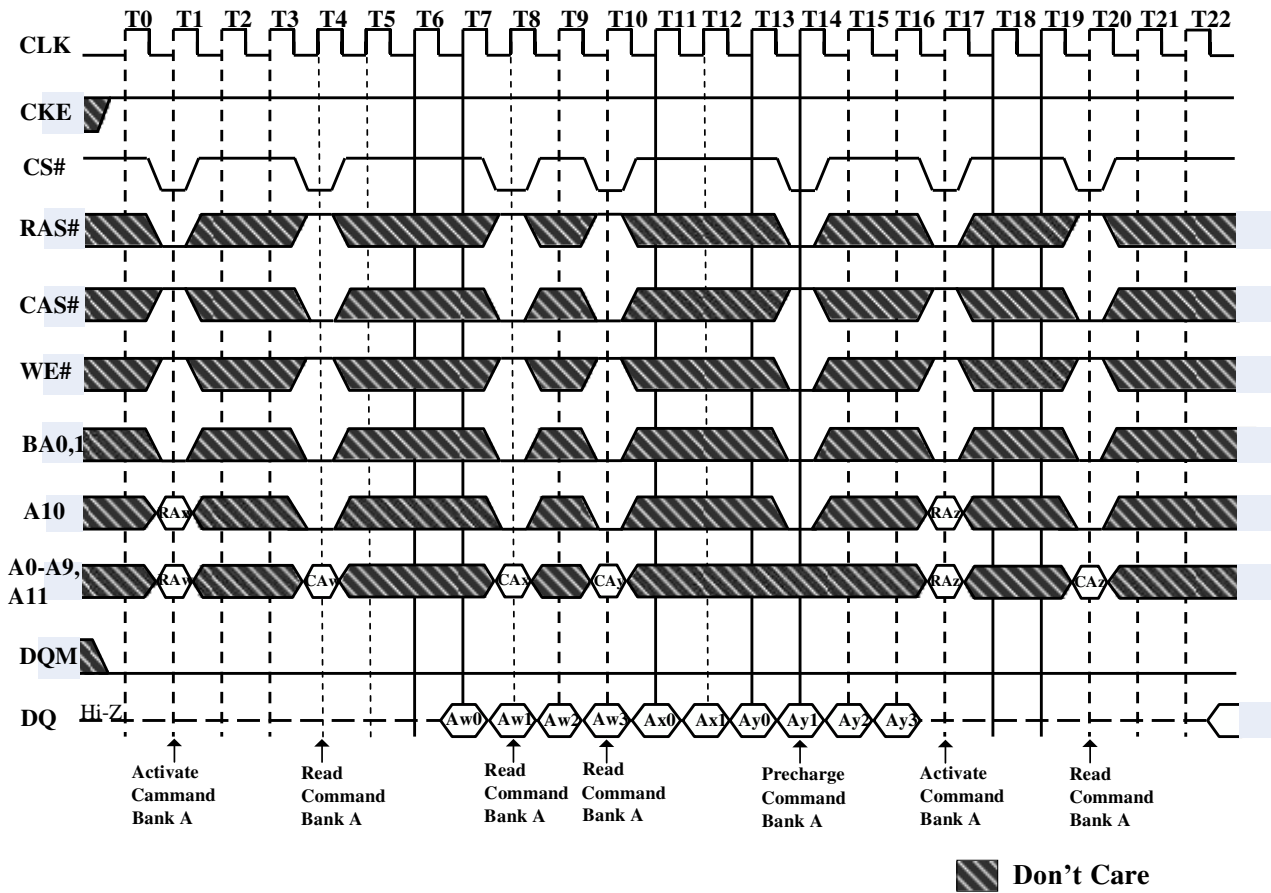 T0 T1 T2 T3 T4 T5 T6 T7 T8 T9 T10 T11 T12 T13 T14 T15 T16 T17 T18 T19 T20 T21 T22
CLK
CKE
CS#
RAS#
CAS#
WE#
BA0,1
A10
RAx
RAz
A0-A9,
A11
RAw
CAw
CAx
CAy
RAz
CAz
DQM
DQ
Hi-Z
Aw0
Aw1
Aw2
Aw3
Ax0
Ax1
Ay0
Ay1
Ay2
Ay3
Activate
Cammand
Bank A
Read
Command
Bank A
Read
Command
Bank A
Read
Command
Bank A
Precharge
Command
Bank A
Activate
Command
Bank A
Read
Command
Bank A
Don't Care